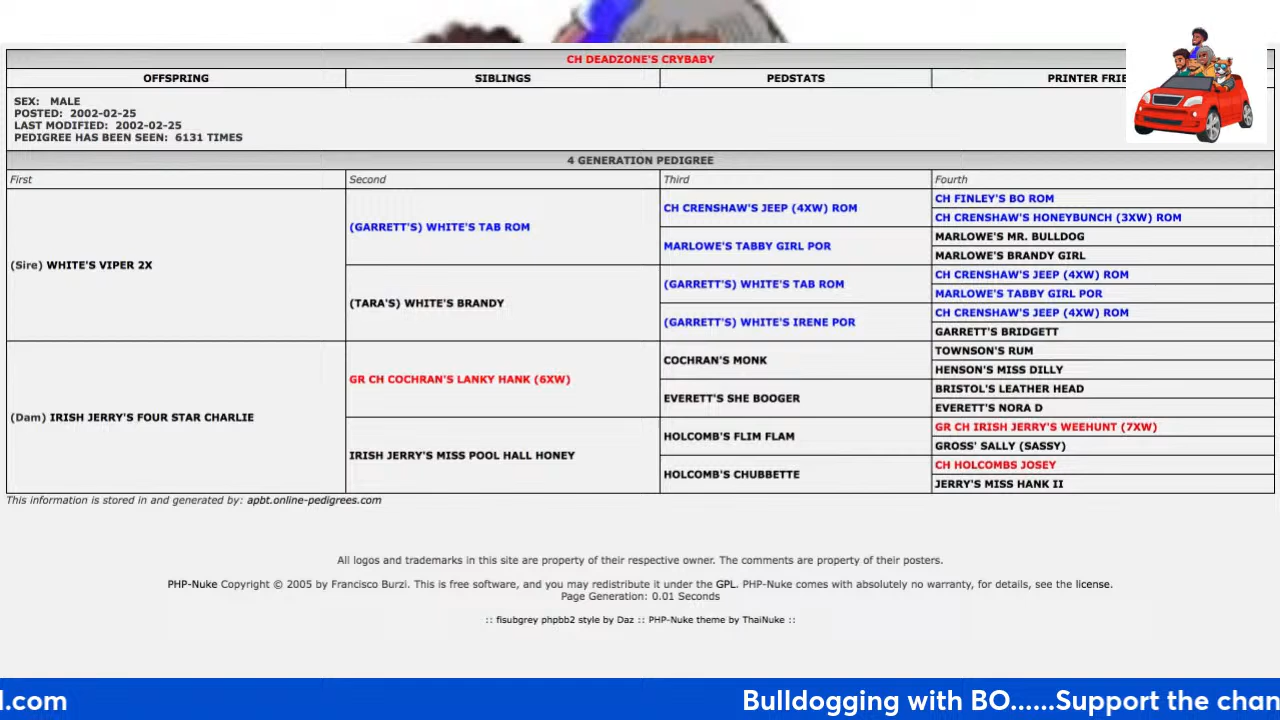 CH DEADZONE'S CRYBABY
OFFSPRING SIBLINGS PEDSTATS PRINTER FRIE
SEX: MALE
POSTED: 2002-02-25
LAST MODIFIED: 2002-02-25
PEDIGREE HAS BEEN SEEN: 6131 TIMES
4 GENERATION PEDIGREE
First Second Third Fourth
(Sire) WHITE'S VIPER 2X
(GARRETT'S) WHITE'S TAB ROM
CH CRENSHAW'S JEEP (4XW) ROM
CH FINLEY'S BO ROM
CH CRENSHAW'S HONEYBUNCH (3XW) ROM
MARLOWE'S TABBY GIRL POR
MARLOWE'S MR. BULLDOG
MARLOWE'S BRANDY GIRL
(TARA'S) WHITE'S BRANDY
(GARRETT'S) WHITE'S TAB ROM
CH CRENSHAW'S JEEP (4XW) ROM
MARLOWE'S TABBY GIRL POR
(GARRETT'S) WHITE'S IRENE POR
CH CRENSHAW'S JEEP (4XW) ROM
GARRETT'S BRIDGETT
(Dam) IRISH JERRY'S FOUR STAR CHARLIE
GR CH COCHRAN'S LANKY HANK (6XW)
COCHRAN'S MONK
TOWNSON'S RUM
HENSON'S MISS DILLY
EVERETT'S SHE BOOGER
BRISTOL'S LEATHER HEAD
EVERETT'S NORA D
IRISH JERRY'S MISS POOL HALL HONEY
HOLCOMB'S FLIM FLAM
GR CH IRISH JERRY'S WEEHUNT (7XW)
GROSS' SALLY (SASSY)
HOLCOMB'S CHUBBETTE
CH HOLCOMBS JOSEY
JERRY'S MISS HANK II
This information is stored in and generated by: apbt.online-pedigrees.com
All logos and trademarks in this site are property of their respective owner. The comments are property of their posters.
PHP-Nuke Copyright © 2005 by Francisco Burzi. This is free software, and you may redistribute it under the GPL. PHP-Nuke comes with absolutely no warranty, for details, see the license.
Page Generation: 0.01 Seconds
:: fisubgrey phpbb2 style by Daz :: PHP-Nuke theme by ThaiNuke ::
l.com Bulldogging with BO......Support the chan